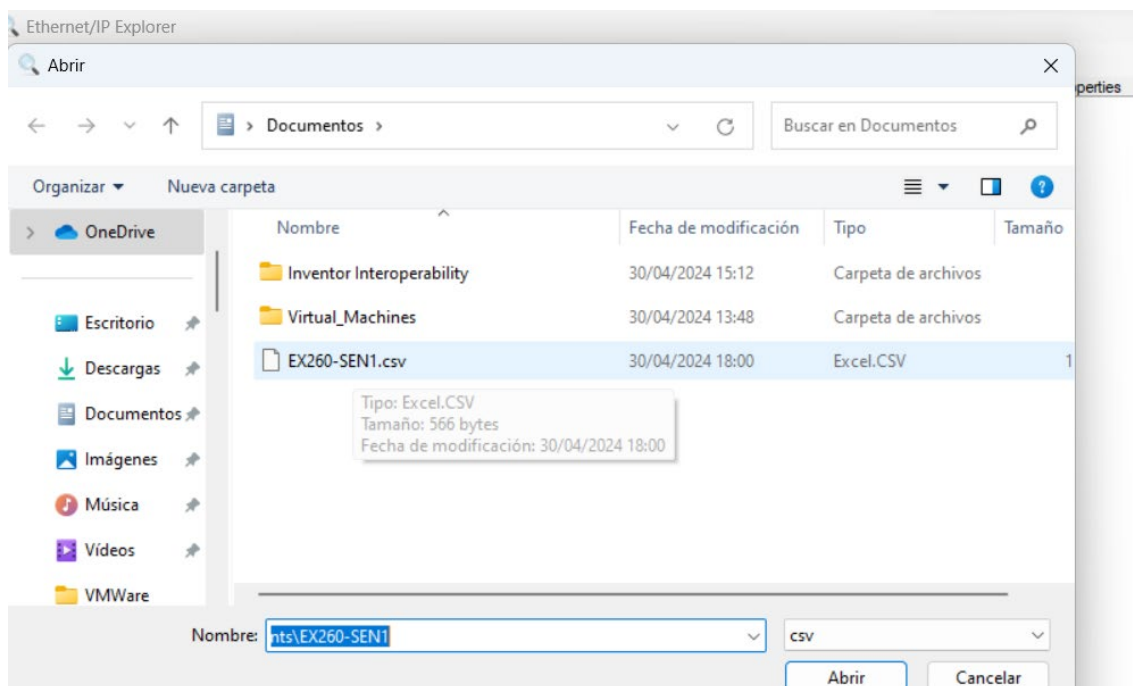 Ethernet/IP Explorer
Abrir
perties
Documentos
Buscar en Documentos
Organizar
Nueva carpeta
OneDrive
Nombre
Fecha de modificación
Tipo
Tamaño
Inventor Interoperability
30/04/2024 15:12
Carpeta de archivos
Virtual_Machines
30/04/2024 13:48
Carpeta de archivos
EX260-SEN1.csv
30/04/2024 18:00
Excel.CSV
1
Tipo: Excel.CSV
Tamaño: 566 bytes
Fecha de modificación: 30/04/2024 18:00
Escritorio
Descargas
Documentos
Imágenes
Música
Vídeos
VMWare
Nombre:
nts\EX260-SEN1
csv
Abrir
Cancelar